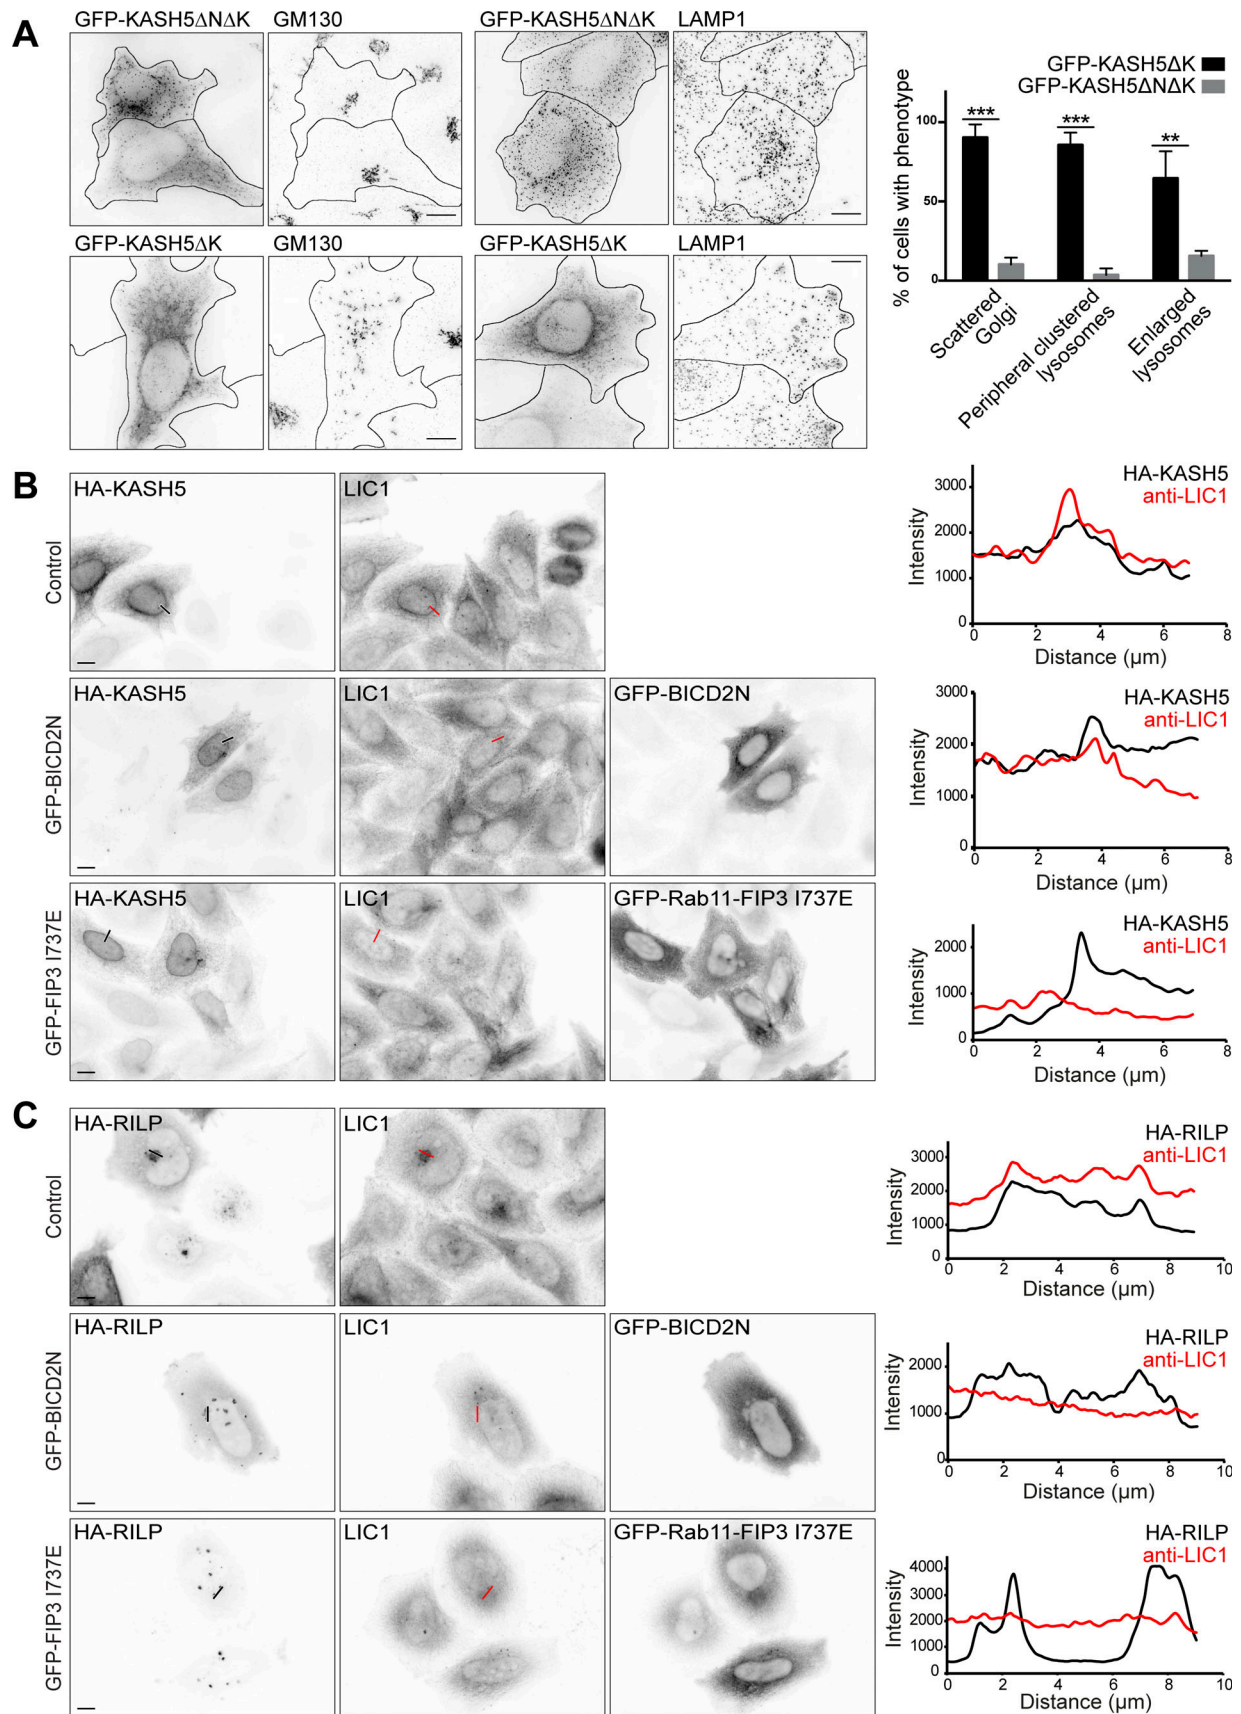 A
GFP-KASH5ΔNΔK
GM130
GFP-KASH5ΔNΔK
LAMP1
GFP-KASH5ΔK
GM130
GFP-KASH5ΔK
LAMP1
GFP-KASH5ΔK
GFP-KASH5ΔNΔK
% of cells with phenotype
100
50
0
***
***
**
Scattered
Golgi
Peripheral clustered
lysosomes
Enlarged
lysosomes
B
Control
HA-KASH5
LIC1
HA-KASH5
anti-LIC1
Intensity
3000
2000
1000
0
0 2 4 6 8
Distance (μm)
GFP-BICD2N
HA-KASH5
LIC1
GFP-BICD2N
HA-KASH5
anti-LIC1
Intensity
3000
2000
1000
0
0 2 4 6 8
Distance (μm)
GFP-FIP3 I737E
HA-KASH5
LIC1
GFP-Rab11-FIP3 I737E
HA-KASH5
anti-LIC1
Intensity
2000
1000
0
0 2 4 6 8
Distance (μm)
C
Control
HA-RILP
LIC1
HA-RILP
anti-LIC1
Intensity
3000
2000
1000
0
0 2 4 6 8 10
Distance (μm)
GFP-BICD2N
HA-RILP
LIC1
GFP-BICD2N
HA-RILP
anti-LIC1
Intensity
2000
1000
0
0 2 4 6 8 10
Distance (μm)
GFP-FIP3 I737E
HA-RILP
LIC1
GFP-Rab11-FIP3 I737E
HA-RILP
anti-LIC1
Intensity
4000
3000
2000
1000
0
0 2 4 6 8 10
Distance (μm)